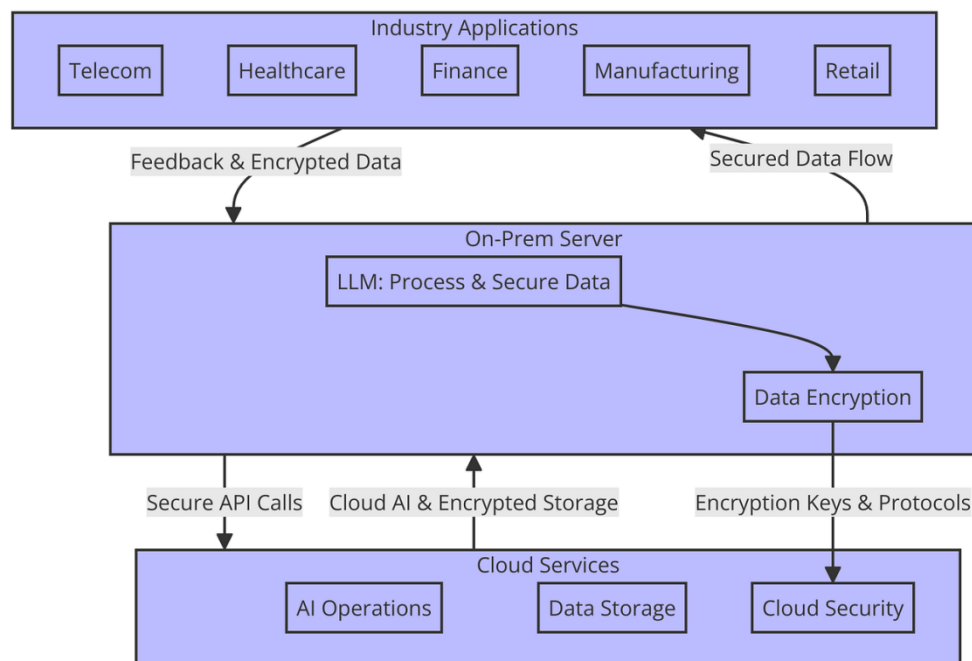 Industry Applications
Telecom
Healthcare
Finance
Manufacturing
Retail
Feedback & Encrypted Data
Secured Data Flow
On-Prem Server
LLM: Process & Secure Data
Data Encryption
Secure API Calls
Cloud AI & Encrypted Storage
Encryption Keys & Protocols
Cloud Services
AI Operations
Data Storage
Cloud Security